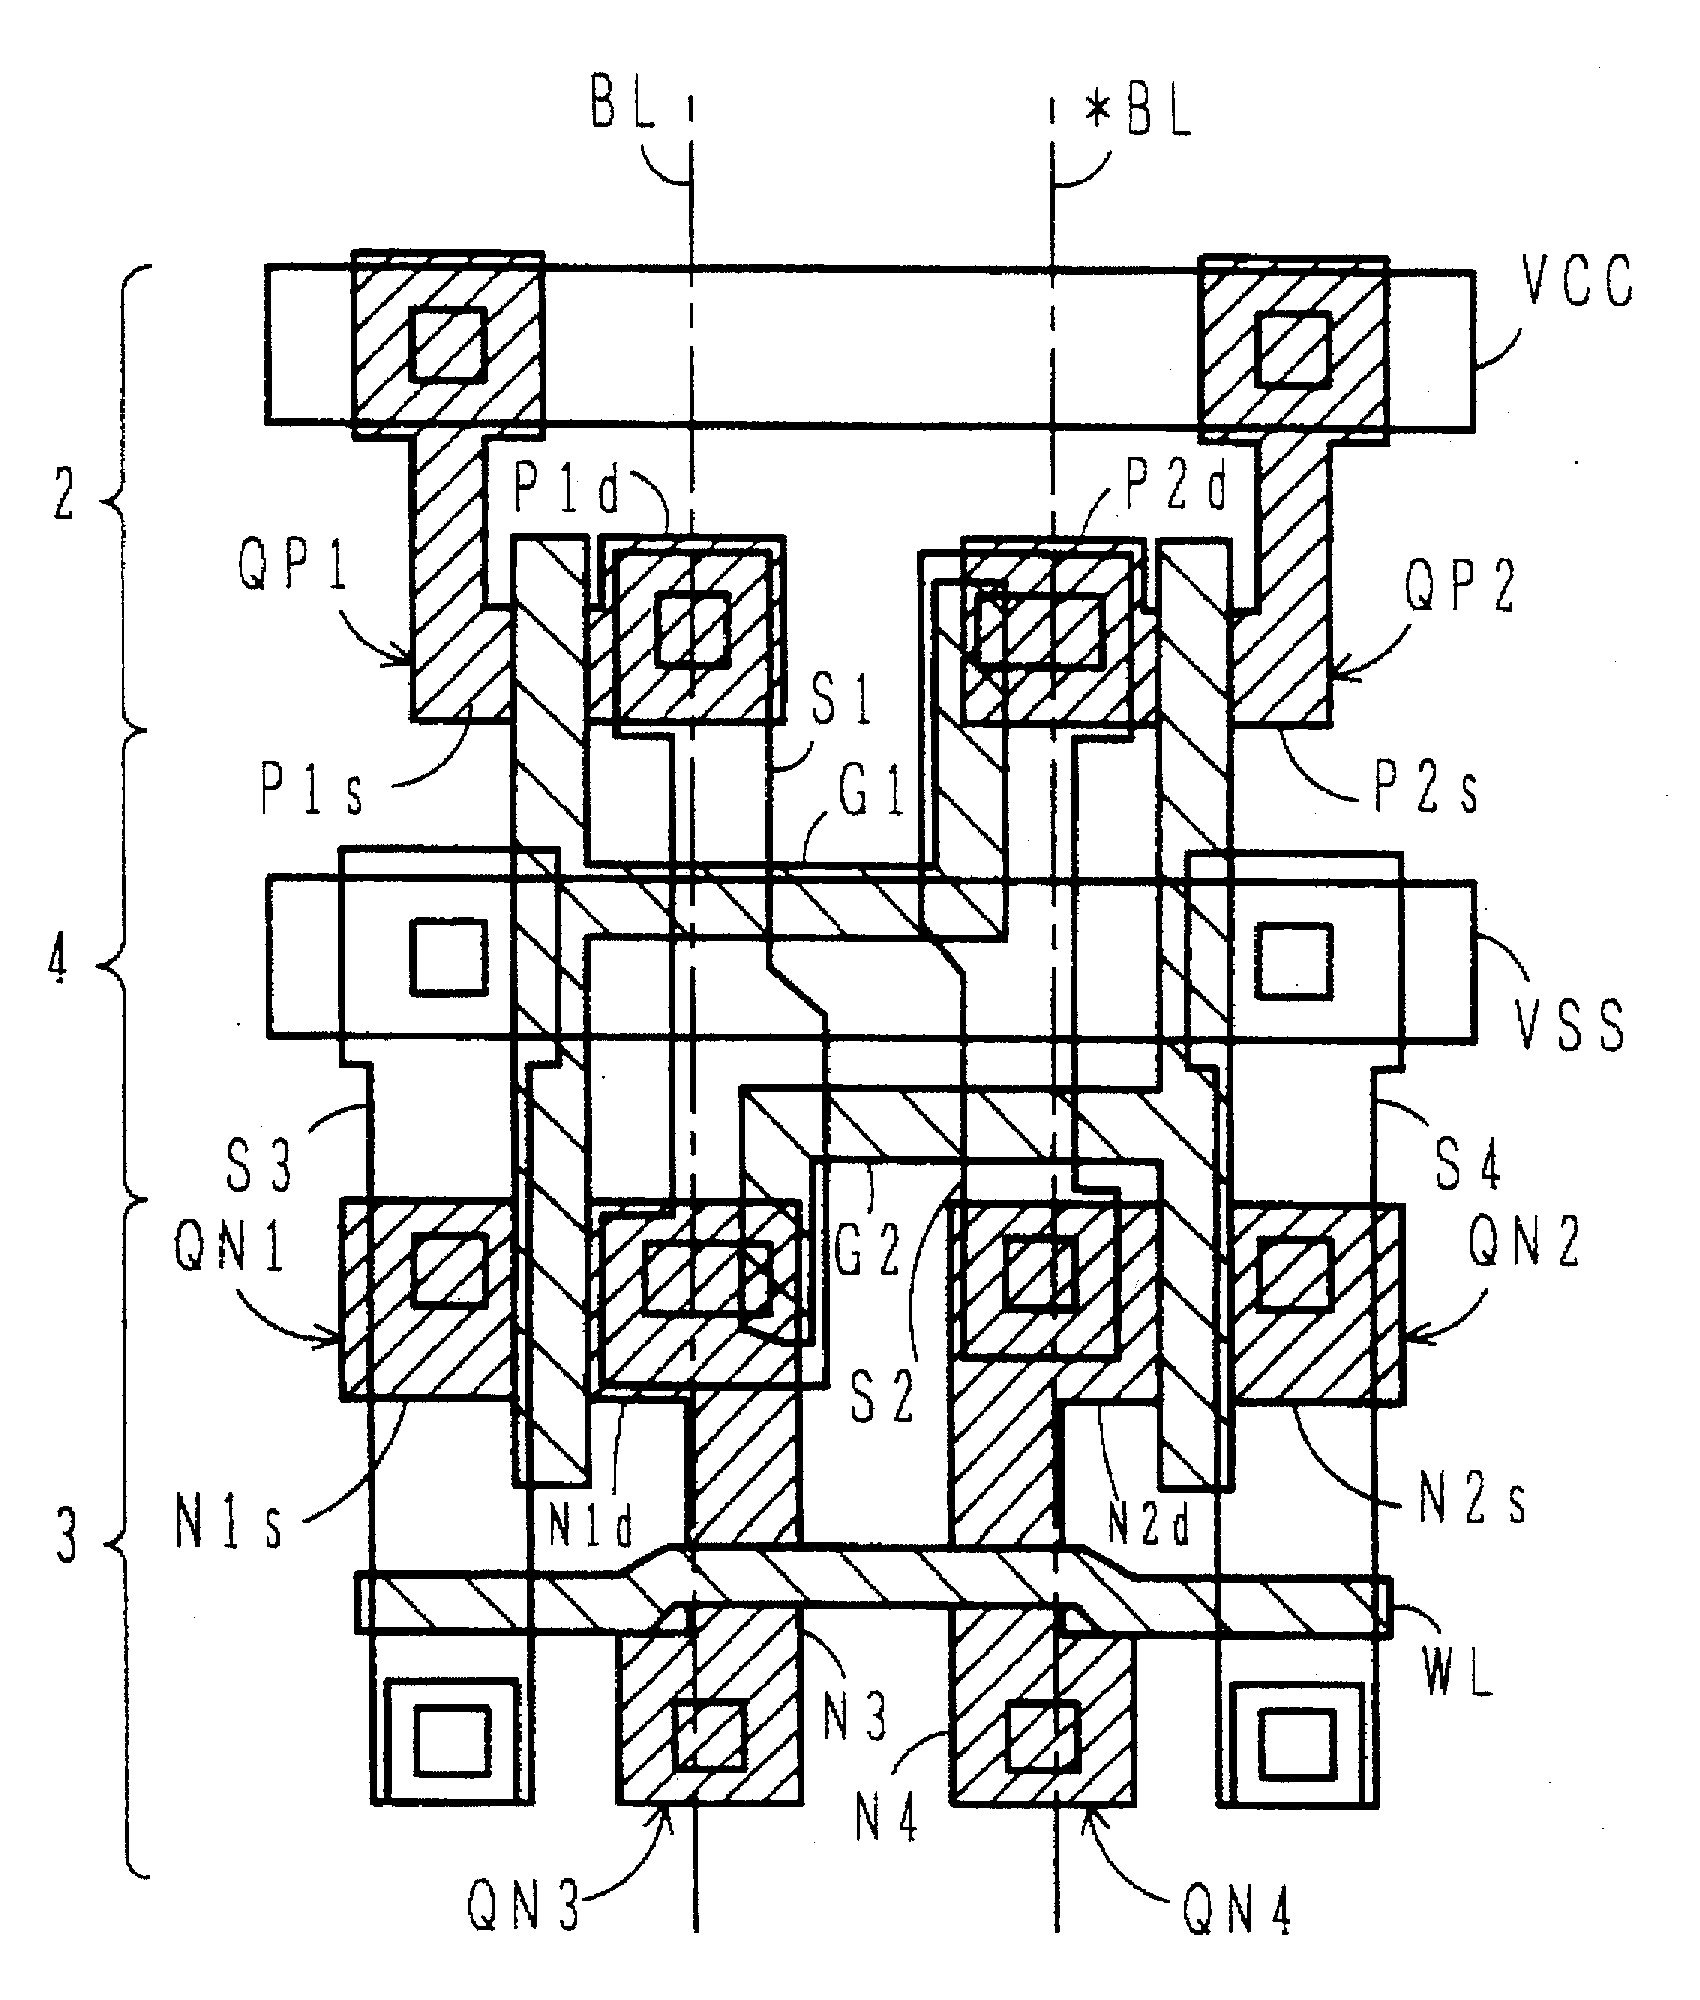 BL
*BL
VCC
P1d
P2d
2
QP1
QP2
S1
P1s
G1
P2s
4
VSS
S3
S4
QN1
G2
QN2
S2
N1s
N1d
N2d
N2s
3
WL
N3
N4
QN3
QN4